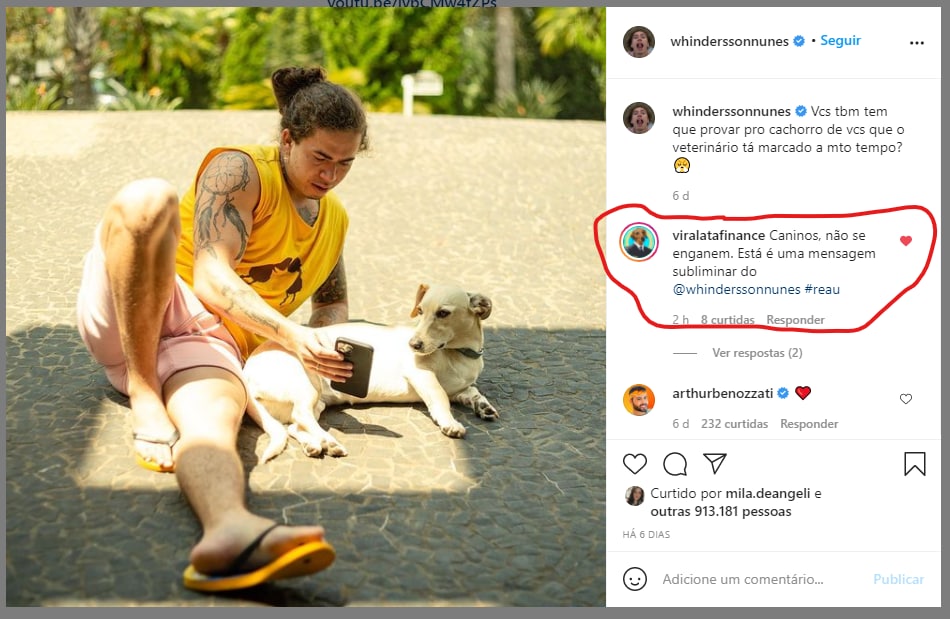 youtu.be/lvbCMw4fZPs
whinderssonnunes • Seguir
whinderssonnunes Vcs tbm tem
que provar pro cachorro de vcs que o
veterinário tá marcado a mto tempo?
6 d
viralatafinance Caninos, não se
enganem. Está é uma mensagem
subliminar do
@whinderssonnunes #reau
2 h 8 curtidas Responder
Ver respostas (2)
arthurbenozzati
6 d 232 curtidas Responder
Curtido por mila.deangeli e
outras 913.181 pessoas
HÁ 6 DIAS
Adicione um comentário... Publicar